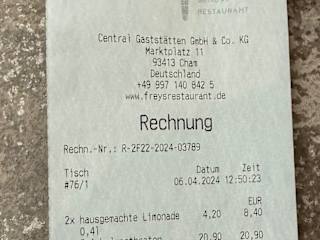 RESTAURANT
Central Gaststätten GmbH & Co. KG
Marktplatz 11
93413 Cham
Deutschland
+49 997 140 842 5
www.freysrestaurant.de
Rechnung
Rechn.-Nr.: R-2F22-2024-03789
Tisch Datum Zeit
#76/1 06.04.2024 12:50:23
EUR
2x hausgemachte Limonade 4,20 8,40
0,4l
20,90 20,90